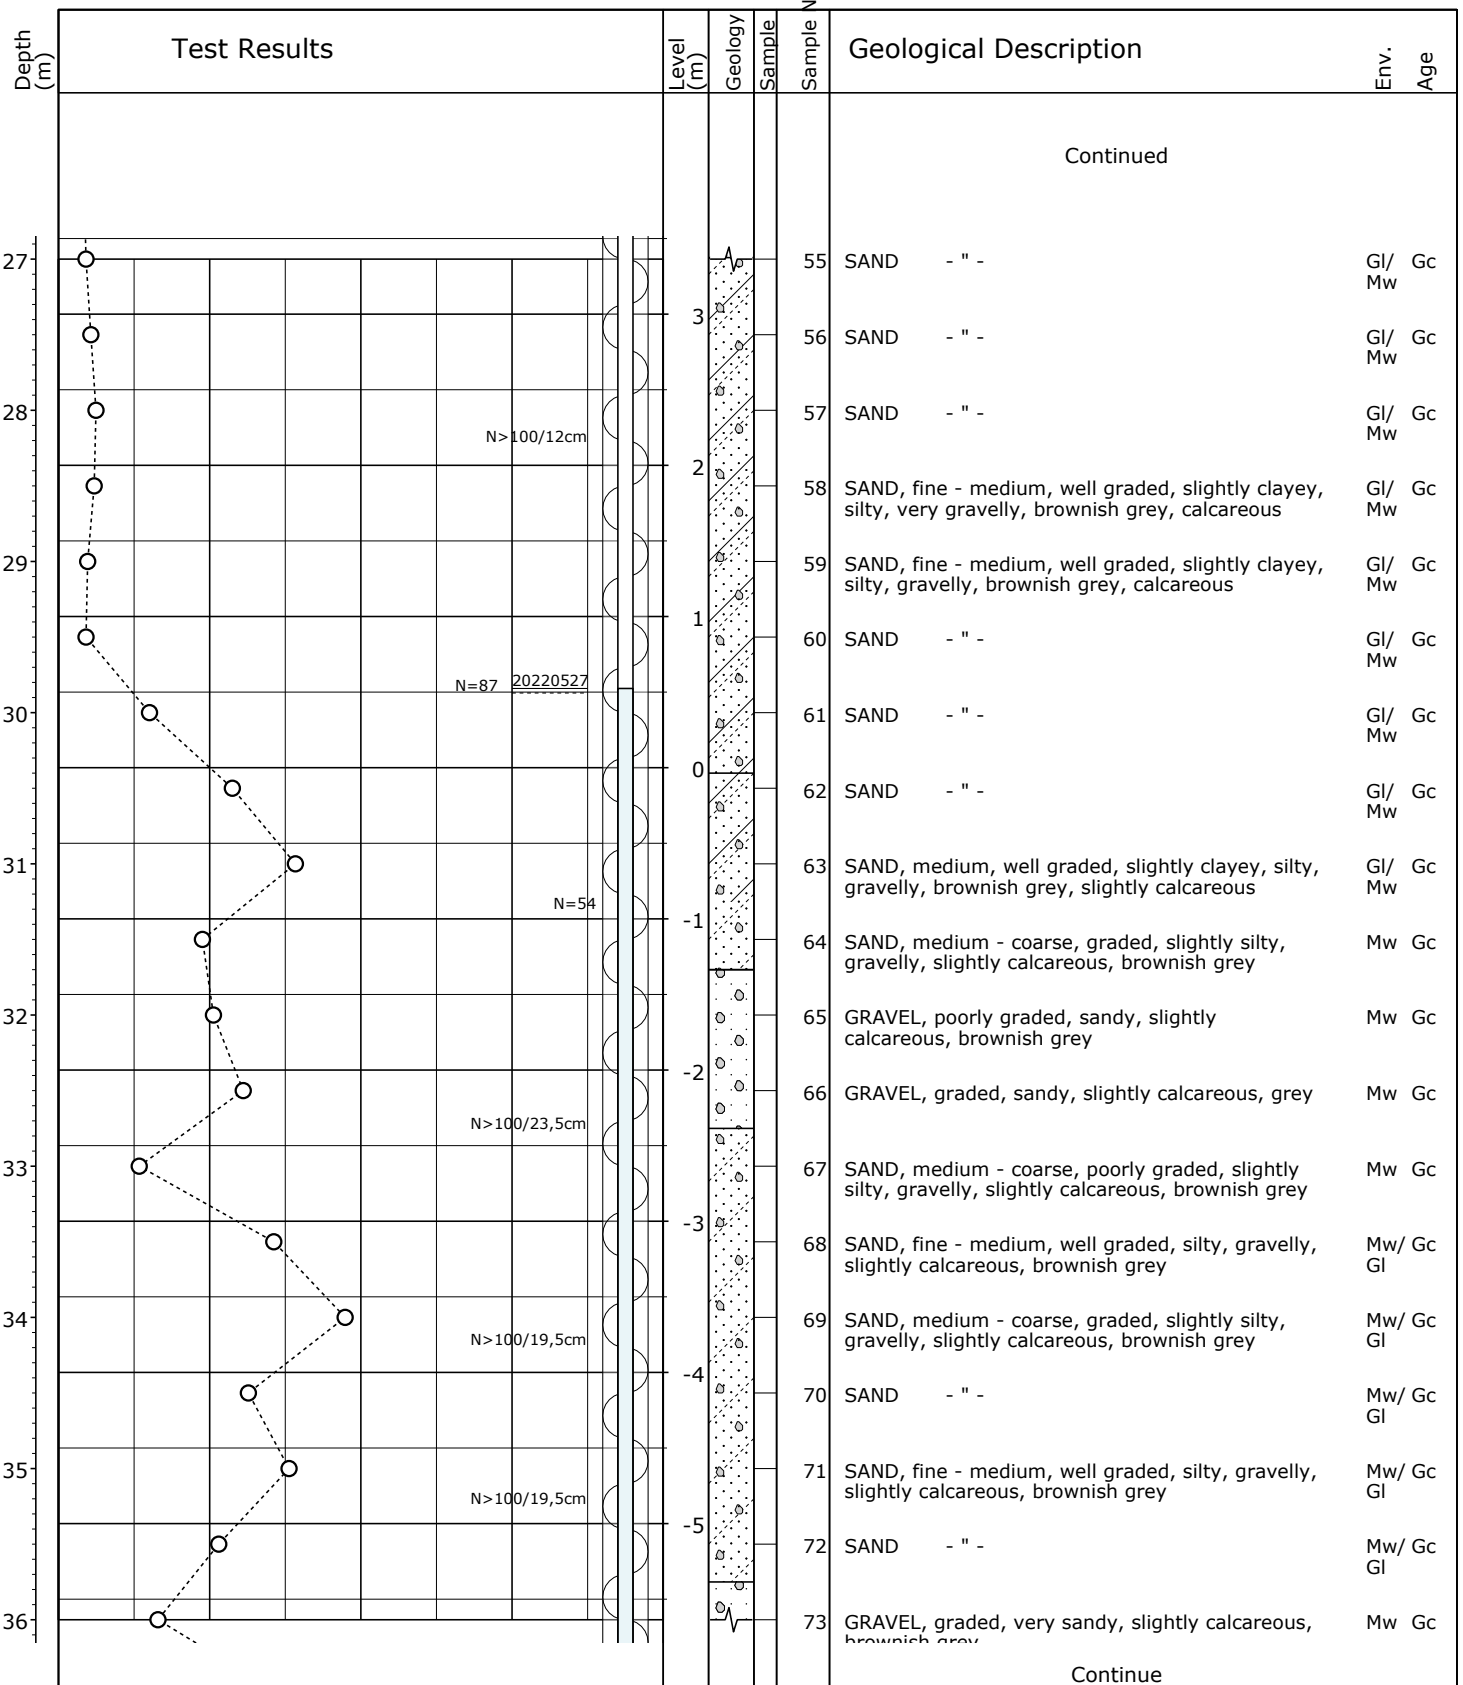 Depth (m)
Test Results
Level (m)
Geology
Sample
Sample N
Geological Description
Env.
Age
Continued
27
55 SAND - " - Gl/ Gc
Mw
3
56 SAND - " - Gl/ Gc
Mw
28
57 SAND - " - Gl/ Gc
Mw
N>100/12cm
2
58 SAND, fine - medium, well graded, slightly clayey, Gl/ Gc
silty, very gravelly, brownish grey, calcareous Mw
29
59 SAND, fine - medium, well graded, slightly clayey, Gl/ Gc
silty, gravelly, brownish grey, calcareous Mw
1
60 SAND - " - Gl/ Gc
Mw
N=87 20220527
30
61 SAND - " - Gl/ Gc
Mw
0
62 SAND - " - Gl/ Gc
Mw
31
63 SAND, medium, well graded, slightly clayey, silty, Gl/ Gc
gravelly, brownish grey, slightly calcareous Mw
N=54
-1
64 SAND, medium - coarse, graded, slightly silty, Mw Gc
gravelly, slightly calcareous, brownish grey
32
65 GRAVEL, poorly graded, sandy, slightly Mw Gc
calcareous, brownish grey
-2
66 GRAVEL, graded, sandy, slightly calcareous, grey Mw Gc
N>100/23,5cm
33
67 SAND, medium - coarse, poorly graded, slightly Mw Gc
silty, gravelly, slightly calcareous, brownish grey
-3
68 SAND, fine - medium, well graded, silty, gravelly, Mw/ Gc
slightly calcareous, brownish grey Gl
34
69 SAND, medium - coarse, graded, slightly silty, Mw/ Gc
gravelly, slightly calcareous, brownish grey Gl
N>100/19,5cm
-4
70 SAND - " - Mw/ Gc
Gl
35
71 SAND, fine - medium, well graded, silty, gravelly, Mw/ Gc
slightly calcareous, brownish grey Gl
N>100/19,5cm
-5
72 SAND - " - Mw/ Gc
Gl
36
73 GRAVEL, graded, very sandy, slightly calcareous, Mw Gc
brownish grey
Continue